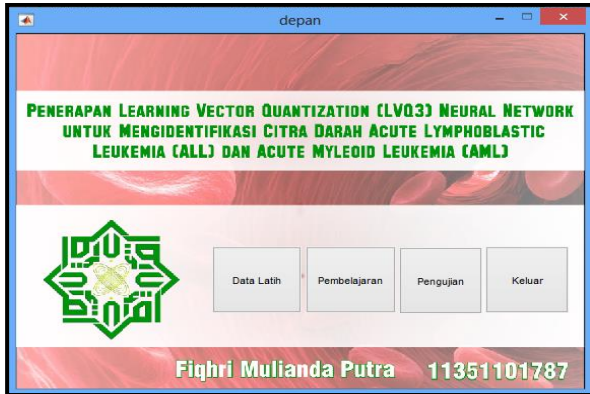 depan
PENERAPAN LEARNING VECTOR QUANTIZATION (LVQ3) NEURAL NETWORK
UNTUK MENGIDENTIFIKASI CITRA DARAH ACUTE LYMPHOBLASTIC
LEUKEMIA (ALL) DAN ACUTE MYLEOID LEUKEMIA (AML)
Data Latih
Pembelajaran
Pengujian
Keluar
Fiqhri Mulianda Putra 11351101787